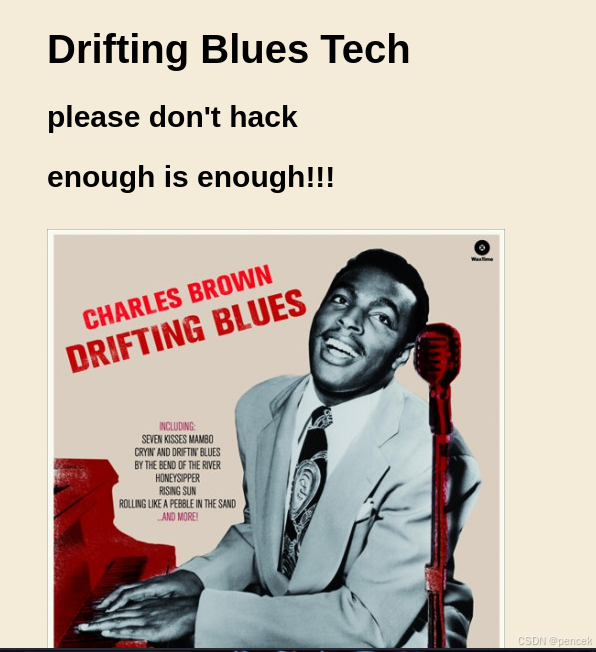 Drifting Blues Tech
please don't hack
enough is enough!!!
WaxTime
CHARLES BROWN
DRIFTING BLUES
INCLUDING:
SEVEN KISSES MAMBO
CRYIN' AND DRIFTIN' BLUES
BY THE BEND OF THE RIVER
HONEYSIPPER
RISING SUN
ROLLING LIKE A PEBBLE IN THE SAND
...AND MORE!
CSDN @pencek